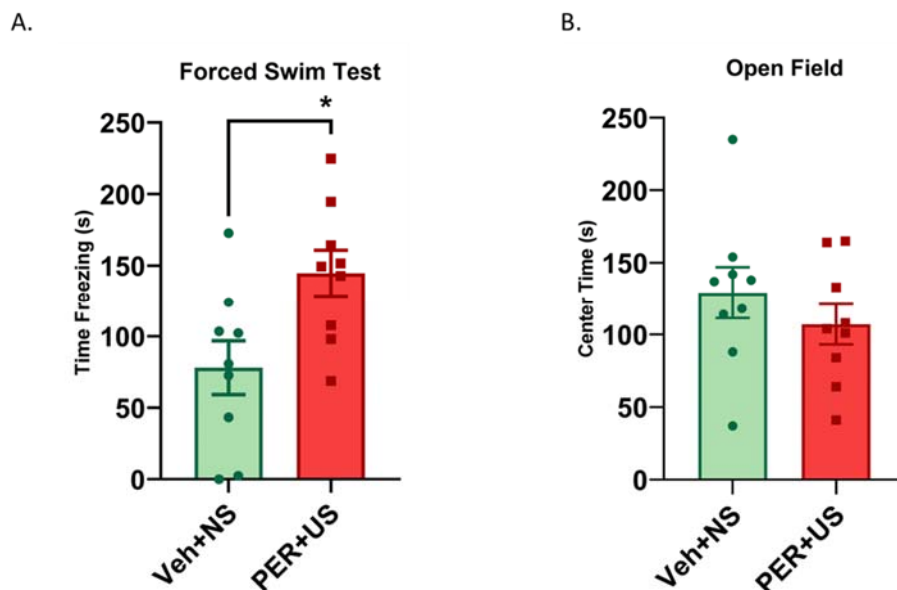 A.
Forced Swim Test
*
250
200
150
100
50
0
Time Freezing (s)
Veh+NS
PER+US
B.
Open Field
250
200
150
100
50
0
Center Time (s)
Veh+NS
PER+US